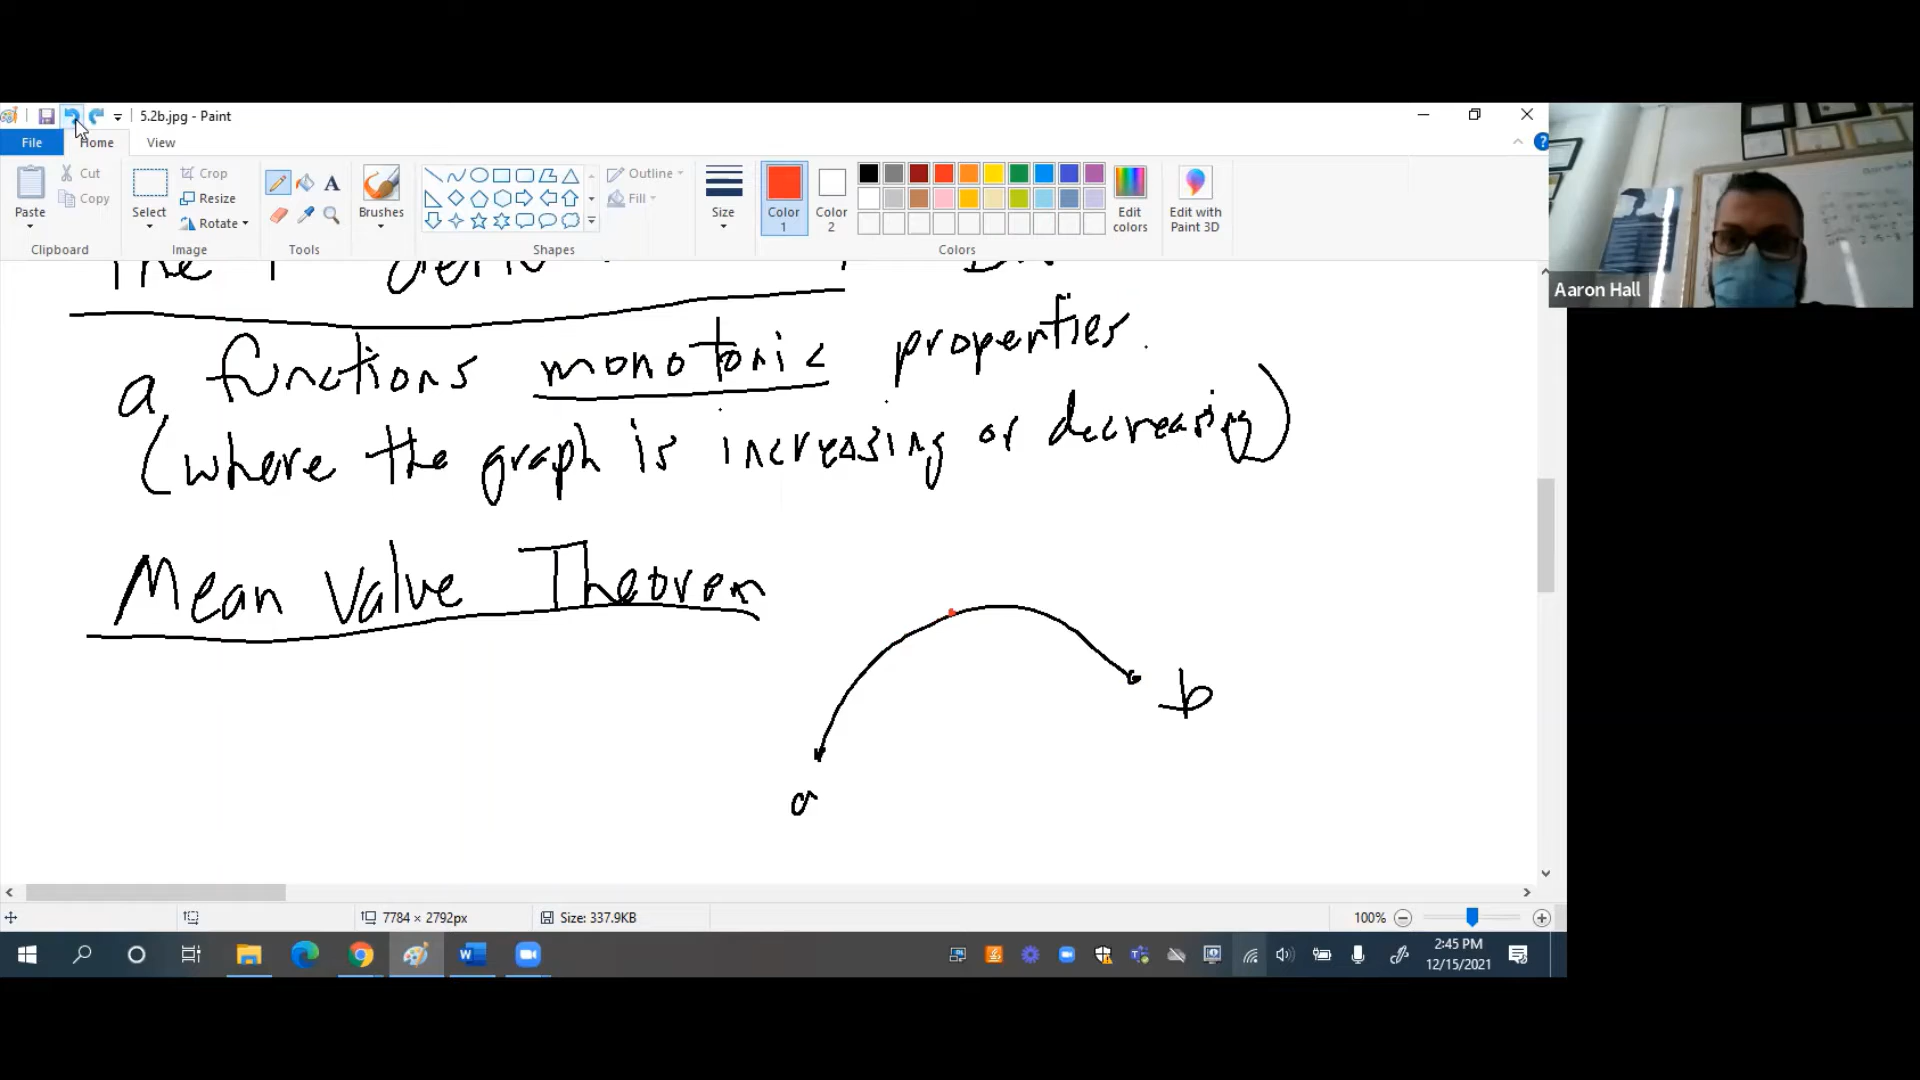 5.2b.jpg - Paint
File Home View
Paste Cut Copy Clipboard
Select Crop Resize Rotate Image
Tools
Brushes
Outline Fill Shapes
Size
Color 1 Color 2
Edit colors
Colors
Edit with Paint 3D
Aaron Hall
The 1
a functions monotonic properties.
(where the graph is increasing or decreasing)
Mean Value Theorem
b
a
7784 × 2792px Size: 337.9KB 100%
2:45 PM
12/15/2021